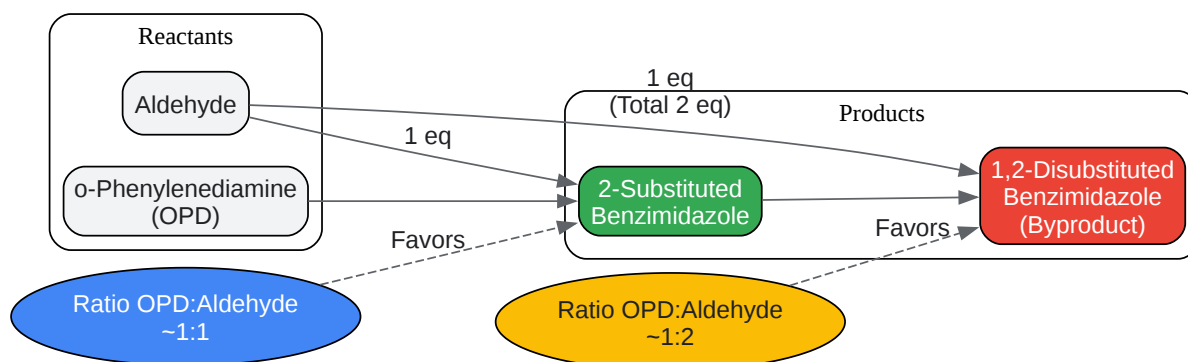 Reactants
Aldehyde
o-Phenylenediamine
(OPD)
1 eq
1 eq
(Total 2 eq)
Products
2-Substituted
Benzimidazole
1,2-Disubstituted
Benzimidazole
(Byproduct)
Favors
Favors
Ratio OPD:Aldehyde
~1:1
Ratio OPD:Aldehyde
~1:2